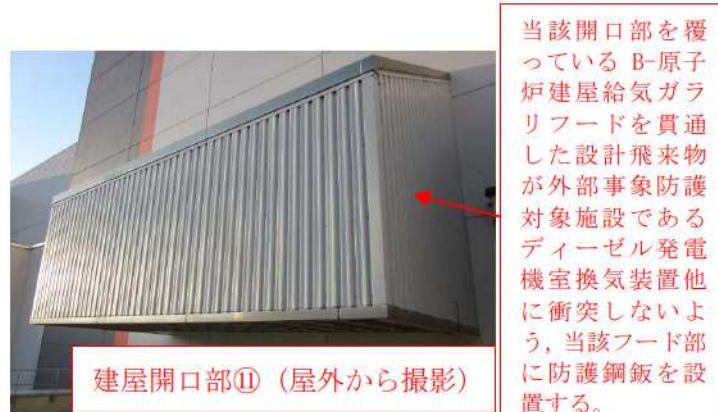 当該開口部を覆
っている B-原子
炉建屋給気ガラ
リフードを貫通
した設計飛来物
が外部事象防護
対象施設である
ディーゼル発電
機室換気装置他
に衝突しないよ
う, 当該フード部
に防護鋼鈑を設
置する。
建屋開口部⑪（屋外から撮影）